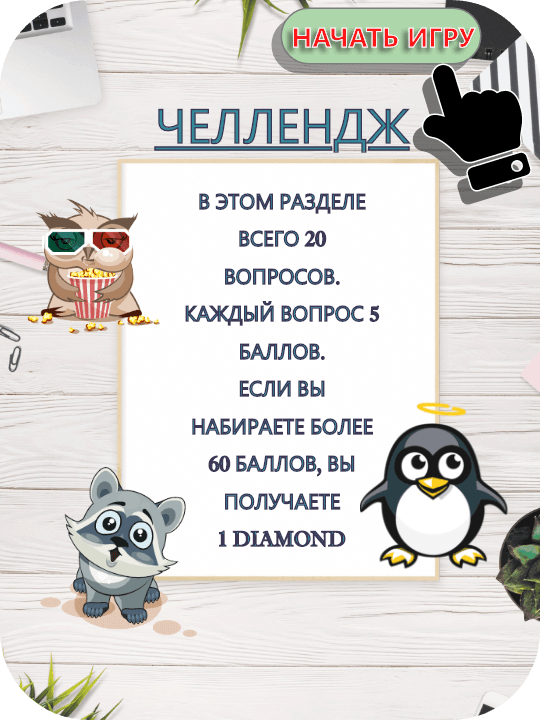 НАЧАТЬ ИГРУ
ЧЕЛЛЕНДЖ
В ЭТОМ РАЗДЕЛЕ
ВСЕГО 20
ВОПРОСОВ.
КАЖДЫЙ ВОПРОС 5
БАЛЛОВ.
ЕСЛИ ВЫ
НАБИРАЕТЕ БОЛЕЕ
60 БАЛЛОВ, ВЫ
ПОЛУЧАЕТЕ
1 DIAMOND